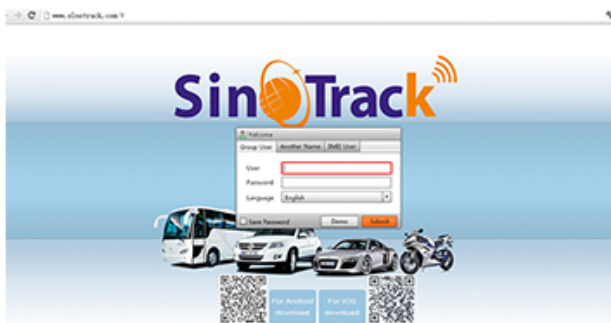 www.sinotrack.com/#
SinoTrack
Welcome
Group User Another Name IMEI User
User
Password
Language English
Save Password Demo Submit
For Android download
For IOS download